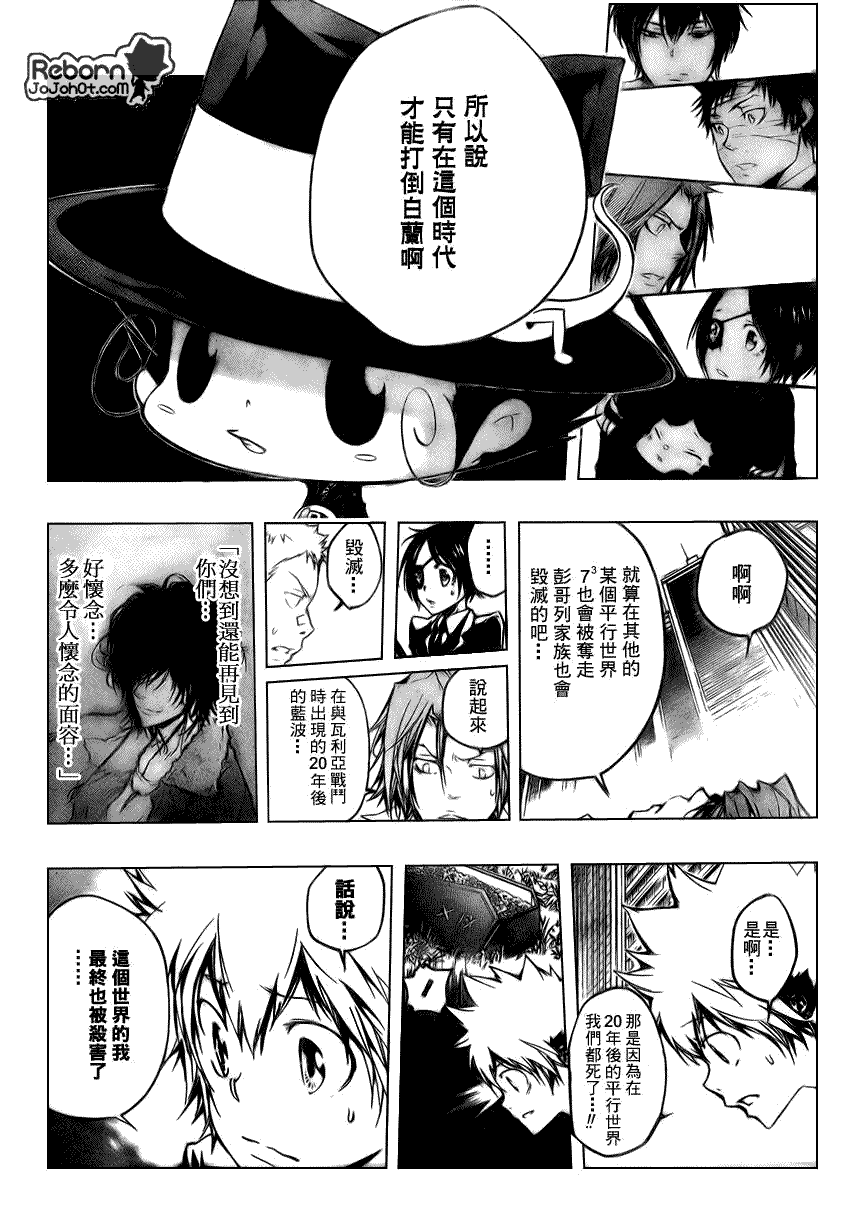 Reborn
JoJoHot.com
所以說
只有在這個時代
才能打倒白蘭啊
啊啊
就算在其他的
某個平行世界
7³也會被奪走
彭哥列家族也會
毀滅的吧…
……
毀滅…
說起來
在與瓦利亞戰鬥
時出現的20年後
的藍波…
「沒想到還能再見到
你們…
好懷念…
多麼令人懷念的面容…」
是…
是啊…
那是因為在
20年後的平行世界
我們都死了…!!
話說…
這個世界的我
最終也被殺害了
……